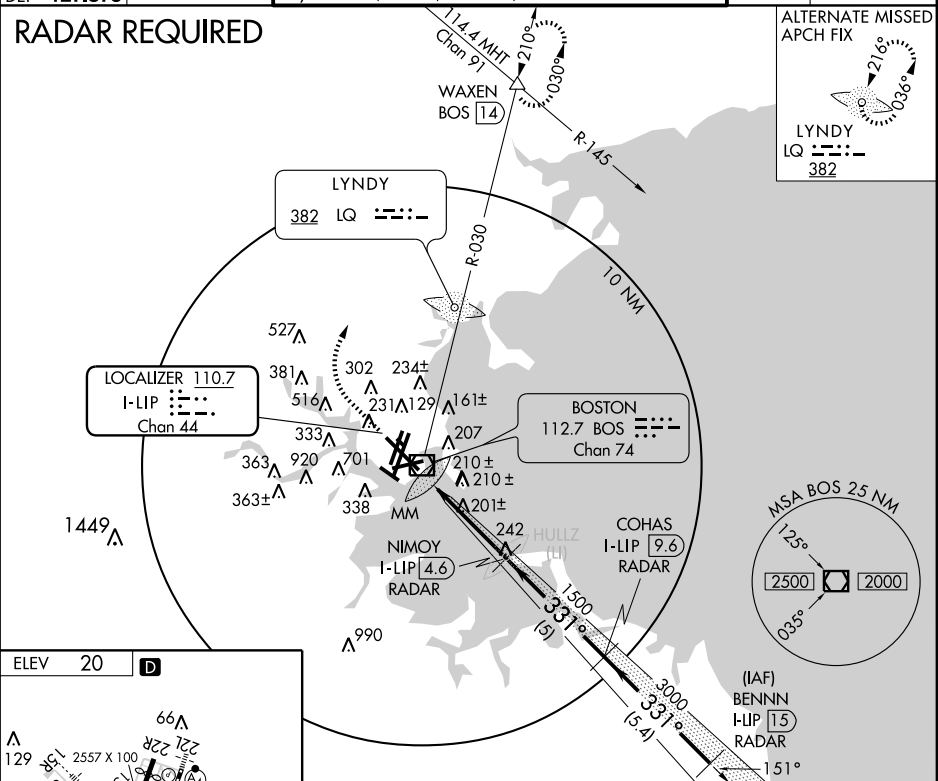 RADAR REQUIRED
ALTERNATE MISSED
APCH FIX
216°
036°
LYNDY
LQ
382
114.4 MHT
Chan 91
210°
030°
WAXEN
BOS 14
R-145
LYNDY
382 LQ
R-030
10 NM
527
381
302
234±
LOCALIZER 110.7
I-LIP
Chan 44
516
231
129
161±
BOSTON
112.7 BOS
Chan 74
333
207
363
920
701
210 ±
210 ±
363±
338
201±
MM
1449
242
HULLZ
(LI)
NIMOY
I-LIP 4.6
RADAR
COHAS
I-LIP 9.6
RADAR
MSA BOS 25 NM
125°
2500
2000
035°
1500
331°
(5)
990
3000
331°
(5.4)
(IAF)
BENNN
I-LIP 15
RADAR
151°
ELEV 20 D
99
129
15R
2557 X 100
22R
22L